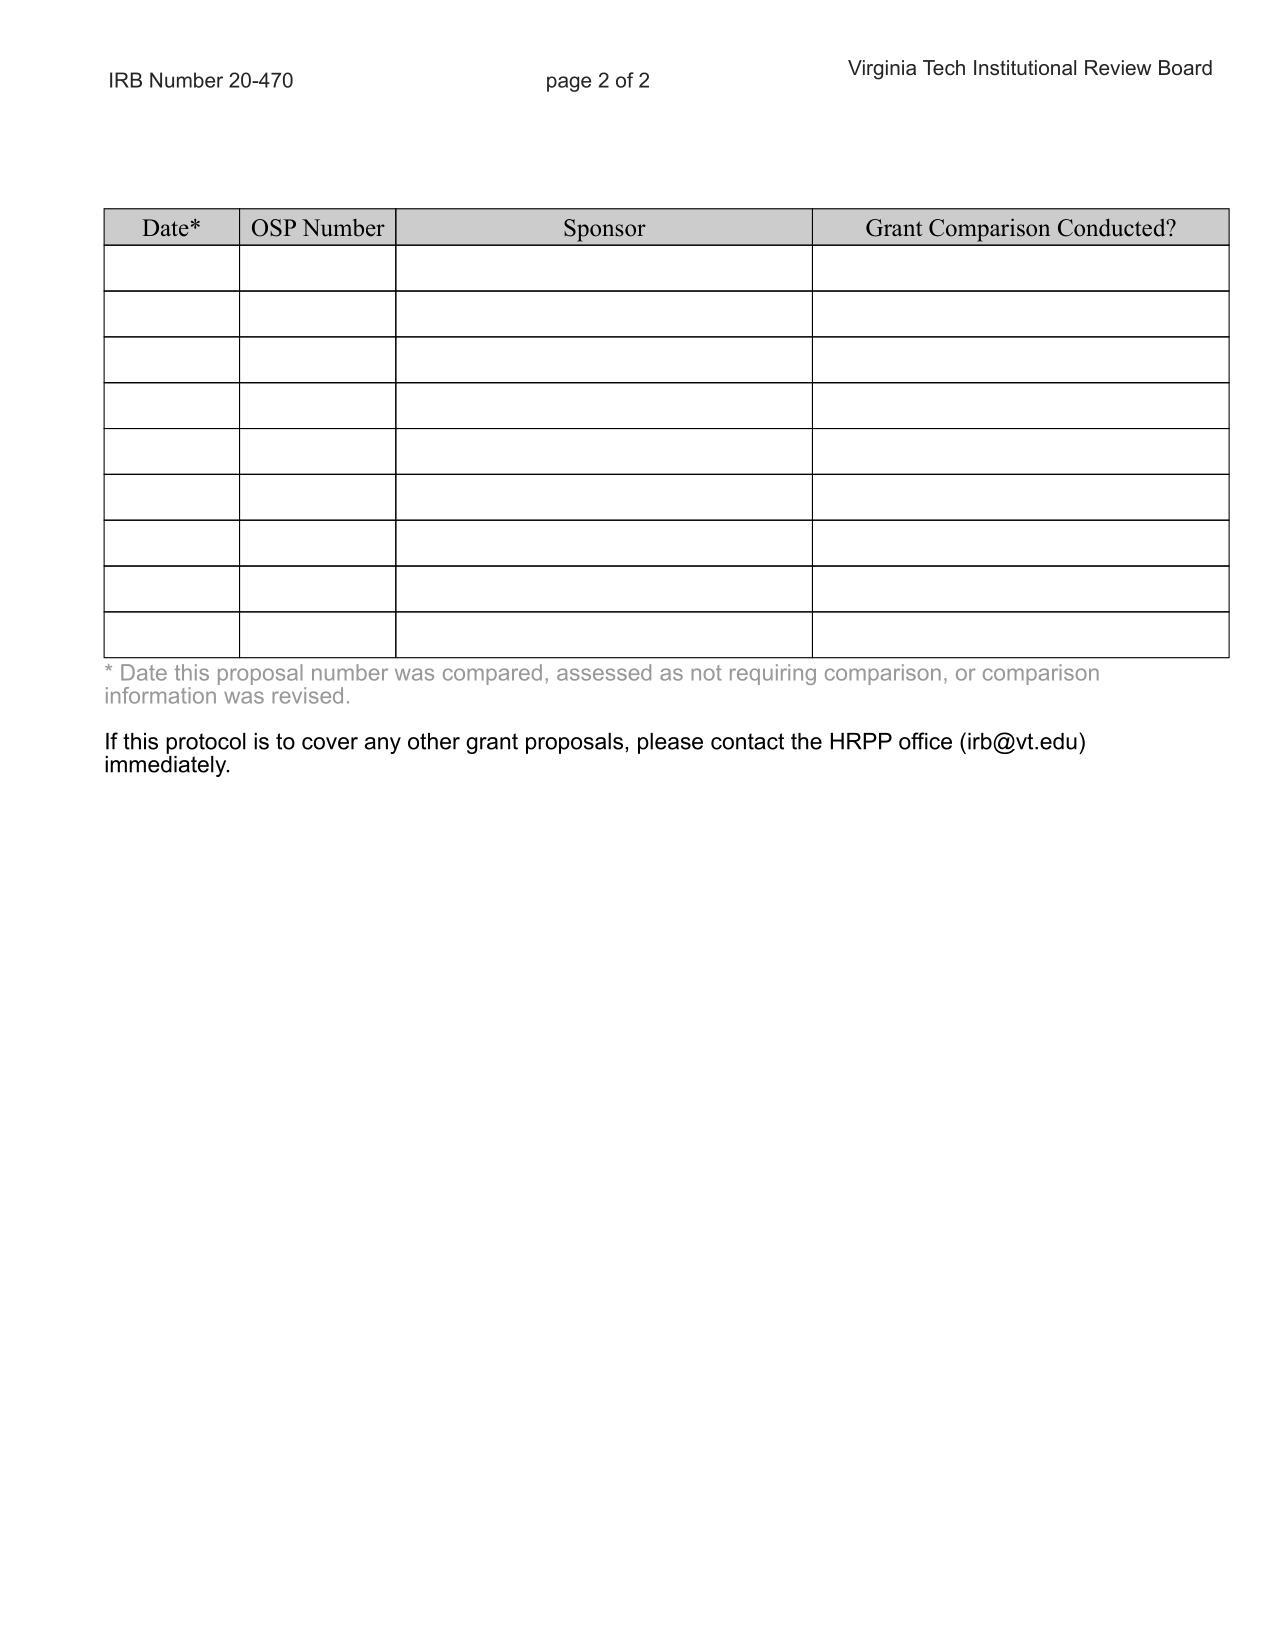 IRB Number 20-470
page 2 of 2
Virginia Tech Institutional Review Board
Date*
OSP Number
Sponsor
Grant Comparison Conducted?
* Date this proposal number was compared, assessed as not requiring comparison, or comparison
information was revised.
If this protocol is to cover any other grant proposals, please contact the HRPP office (irb@vt.edu)
immediately.